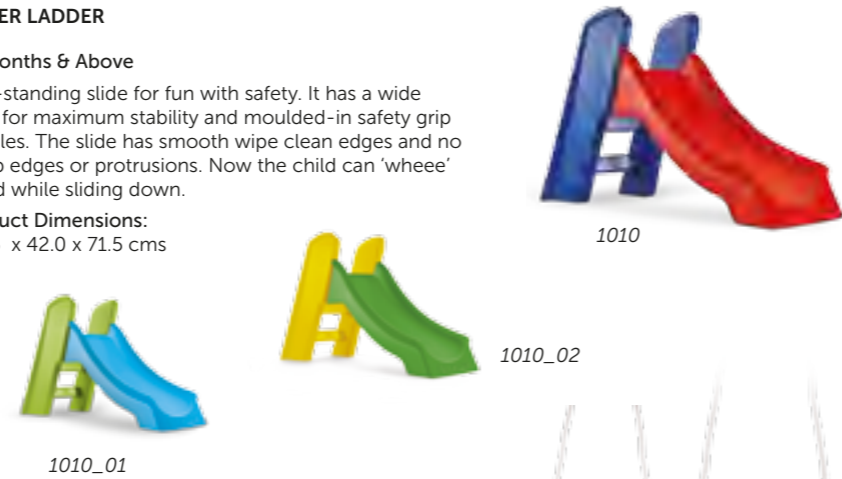 ER LADDER
onths & Above
-standing slide for fun with safety. It has a wide
for maximum stability and moulded-in safety grip
les. The slide has smooth wipe clean edges and no
edges or protrusions. Now the child can ‘wheee’
while sliding down.
uct Dimensions:
x 42.0 x 71.5 cms
1010
1010_02
1010_01